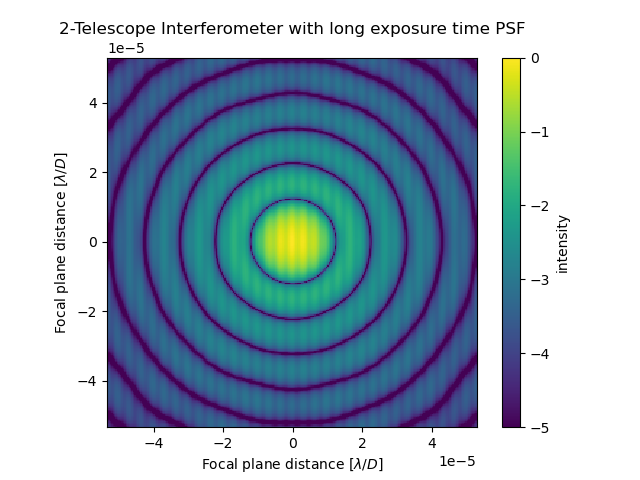 2-Telescope Interferometer with long exposure time PSF
1e−5
4
2
0
−2
−4
Focal plane distance [λ/D]
−4 −2 0 2 4
1e−5
Focal plane distance [λ/D]
0
−1
−2
−3
−4
−5
intensity